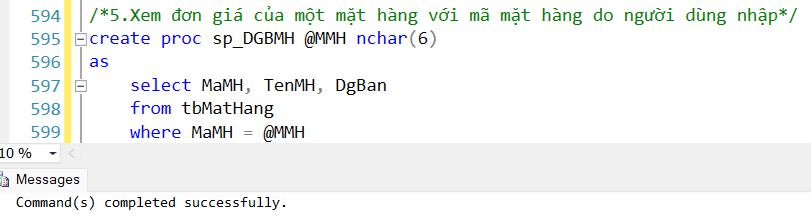 594 /*5.Xem đơn giá của một mặt hàng với mã mặt hàng do người dùng nhập*/
595 create proc sp_DGBMH @MMH nchar(6)
596 as
597 select MaMH, TenMH, DgBan
598 from tbMatHang
599 where MaMH = @MMH
10 %
Messages
Command(s) completed successfully.